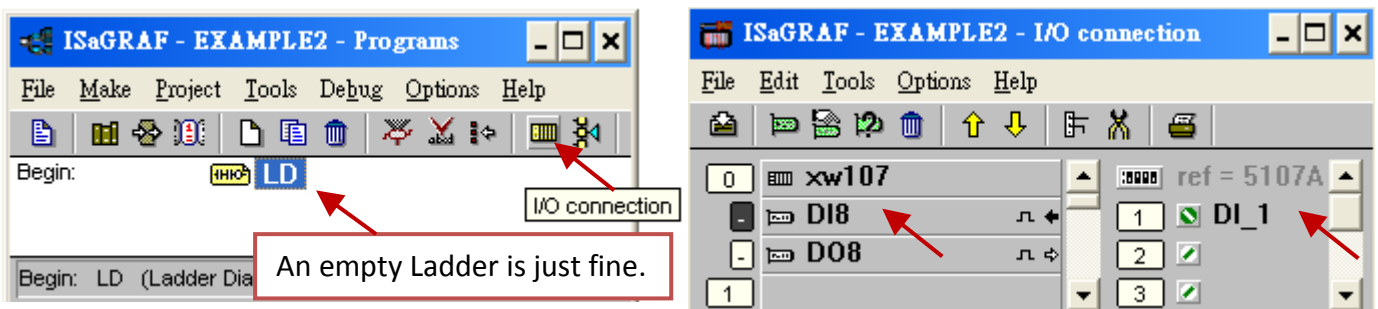 ISaGRAF - EXAMPLE2 - Programs
File Make Project Tools Debug Options Help
Begin: LD
I/O connection
An empty Ladder is just fine.
Begin: LD (Ladder Dia
ISaGRAF - EXAMPLE2 - I/O connection
File Edit Tools Options Help
0 xw107
DI8
DO8
1
ref = 5107A
1 DI_1
2
3